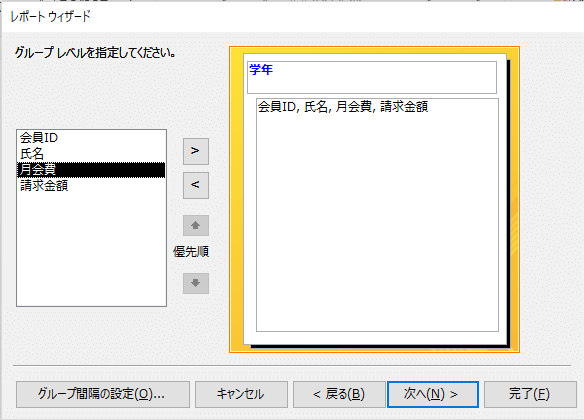 レポート ウィザード
グループ レベルを指定してください。
学年
会員ID, 氏名, 月会費, 請求金額
会員ID
氏名
月会費
請求金額
>
<
優先順
グループ間隔の設定(O)...
キャンセル
< 戻る(B)
次へ(N) >
完了(F)